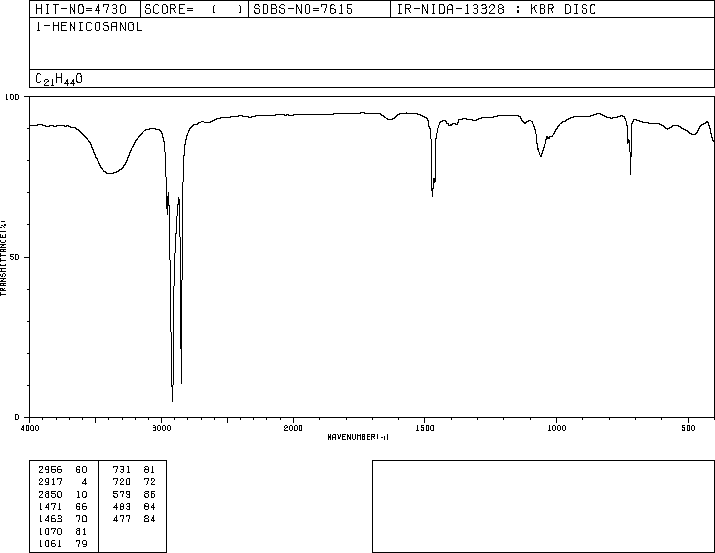 HIT-NO=4730 SCORE= ( ) SDBS-NO=7615 IR-NIDA-13328 : KBR DISC
1-HENICOSANOL
C21H44O
100
50
0
TRANSMITTANCE(%)
4000 3000 2000 1500 1000 500
WAVENUMBER(-1)
2956 60 731 81
2917 4 720 72
2850 10 579 86
1471 66 483 84
1463 70 477 84
1070 81
1061 79